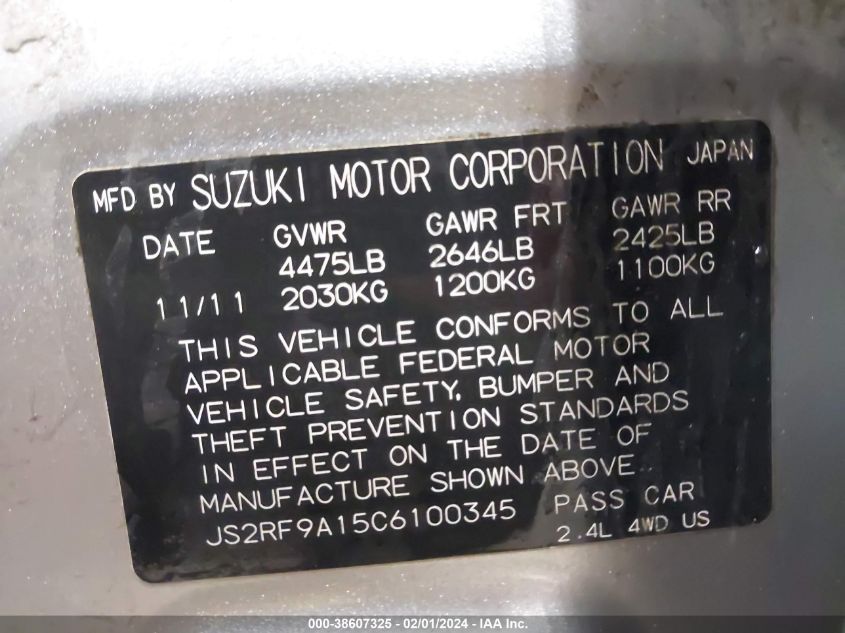 MFD BY SUZUKI MOTOR CORPORATION JAPAN
DATE GVWR GAWR FRT GAWR RR
4475LB 2646LB 2425LB
11/11 2030KG 1200KG 1100KG
THIS VEHICLE CONFORMS TO ALL
APPLICABLE FEDERAL MOTOR
VEHICLE SAFETY, BUMPER AND
THEFT PREVENTION STANDARDS
IN EFFECT ON THE DATE OF
MANUFACTURE SHOWN ABOVE
JS2RF9A15C6100345 PASS CAR
2.4L 4WD US
000-38607325 - 02/01/2024 - IAA Inc.